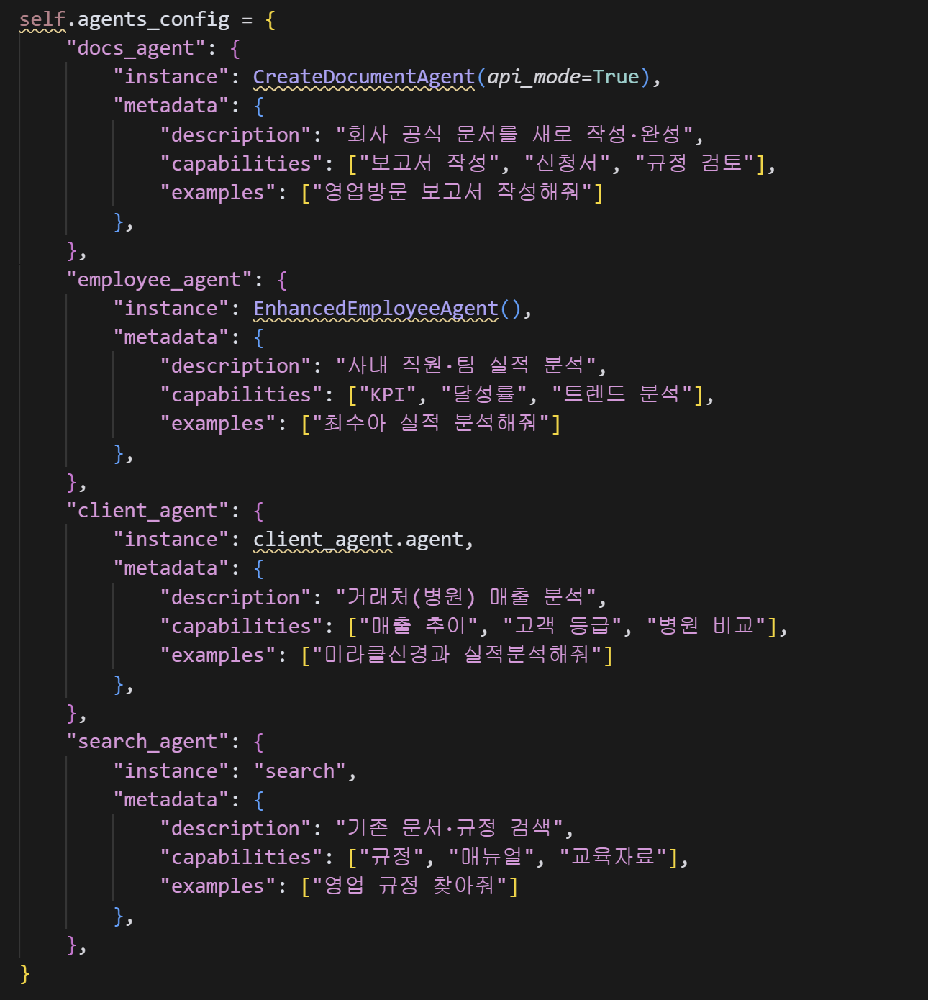 self.agents_config = {
    "docs_agent": {
        "instance": CreateDocumentAgent(api_mode=True),
        "metadata": {
            "description": "회사 공식 문서를 새로 작성·완성",
            "capabilities": ["보고서 작성", "신청서", "규정 검토"],
            "examples": ["영업방문 보고서 작성해줘"]
        },
    },
    "employee_agent": {
        "instance": EnhancedEmployeeAgent(),
        "metadata": {
            "description": "사내 직원·팀 실적 분석",
            "capabilities": ["KPI", "달성률", "트렌드 분석"],
            "examples": ["최수아 실적 분석해줘"]
        },
    },
    "client_agent": {
        "instance": client_agent.agent,
        "metadata": {
            "description": "거래처(병원) 매출 분석",
            "capabilities": ["매출 추이", "고객 등급", "병원 비교"],
            "examples": ["미라클신경과 실적분석해줘"]
        },
    },
    "search_agent": {
        "instance": "search",
        "metadata": {
            "description": "기존 문서·규정 검색",
            "capabilities": ["규정", "매뉴얼", "교육자료"],
            "examples": ["영업 규정 찾아줘"]
        },
    },
}